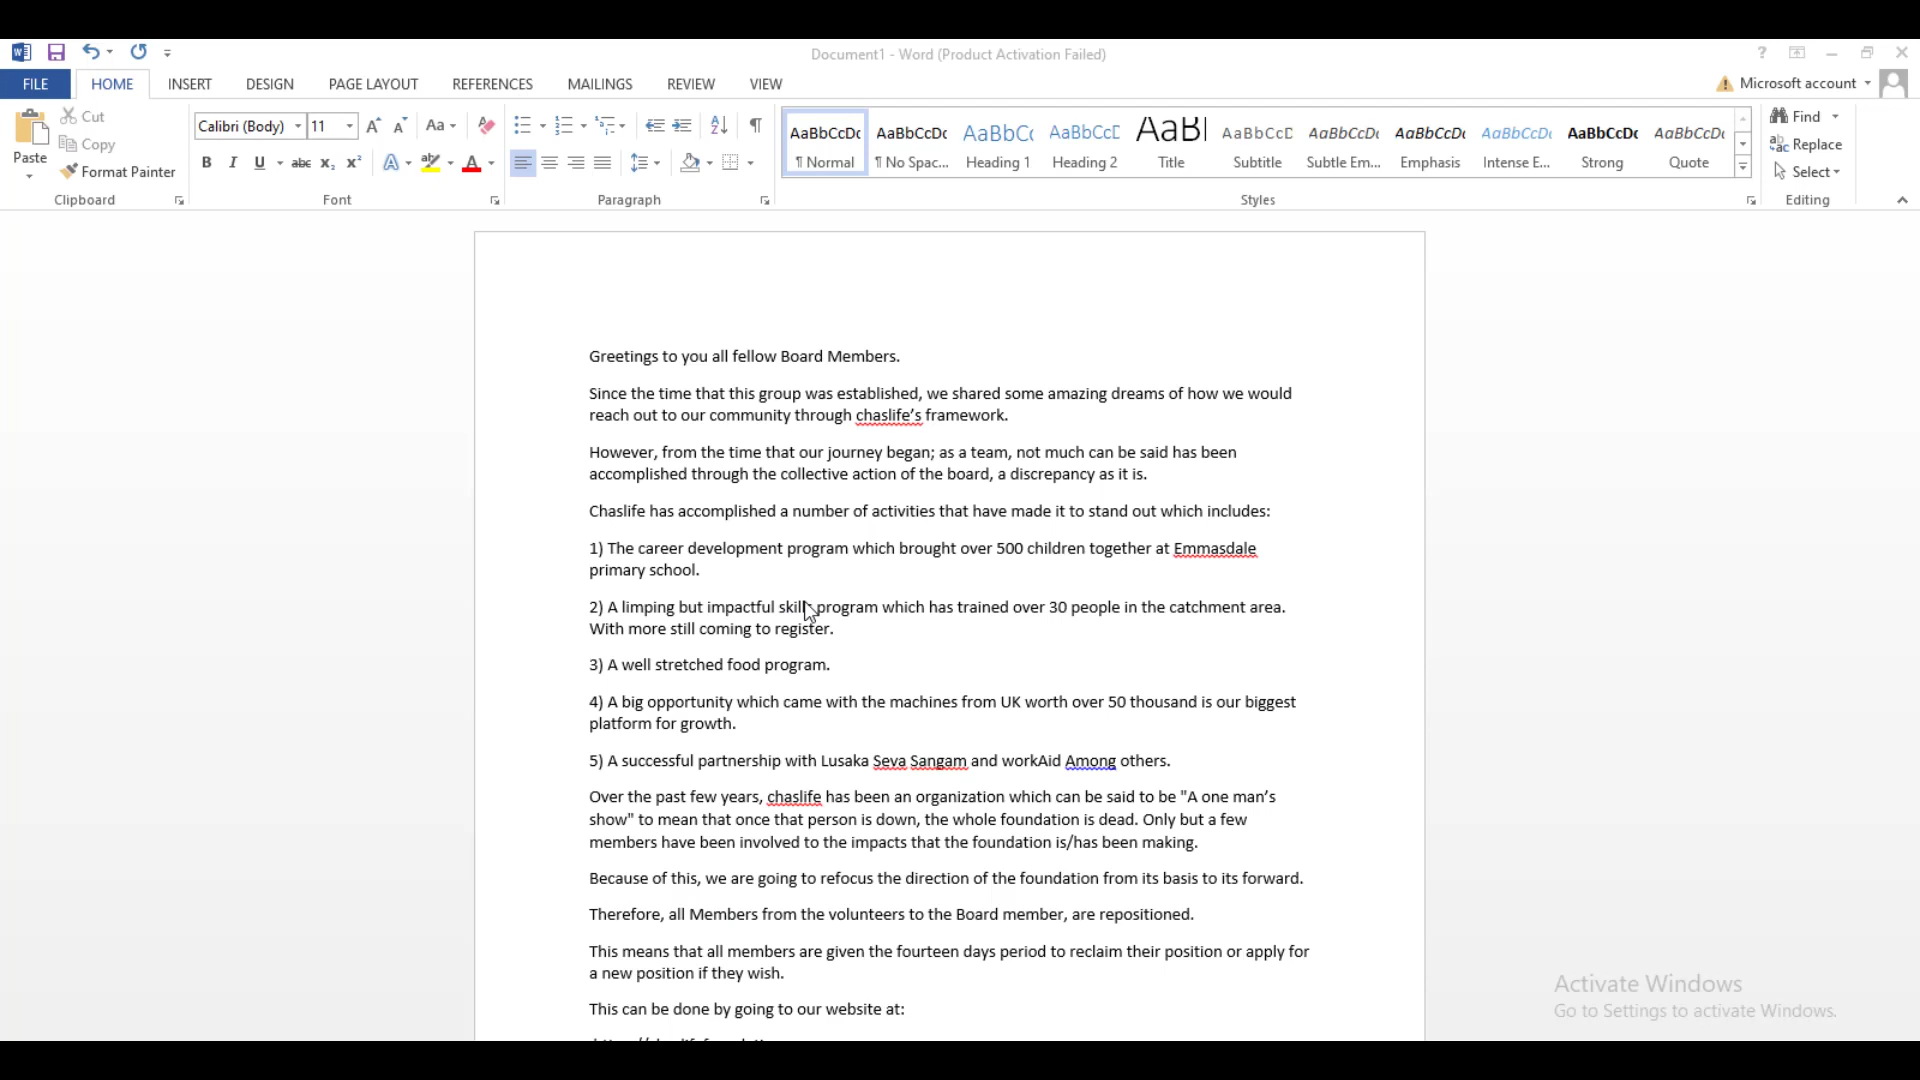 Document1 - Word (Product Activation Failed)
FILE HOME INSERT DESIGN PAGE LAYOUT REFERENCES MAILINGS REVIEW VIEW Microsoft account
Paste Cut Copy Format Painter
Calibri (Body) 11
AaBbCcDc AaBbCcDc AaBbCc AaBbCcD AaBl AaBbCcD AaBbCcDc AaBbCcDc AaBbCcDc AaBbCcDc AaBbCcDc
¶ Normal ¶ No Spac... Heading 1 Heading 2 Title Subtitle Subtle Em... Emphasis Intense E... Strong Quote
Find Replace Select
Clipboard Font Paragraph Styles Editing
Greetings to you all fellow Board Members.
Since the time that this group was established, we shared some amazing dreams of how we would
reach out to our community through chaslife’s framework.
However, from the time that our journey began; as a team, not much can be said has been
accomplished through the collective action of the board, a discrepancy as it is.
Chaslife has accomplished a number of activities that have made it to stand out which includes:
1) The career development program which brought over 500 children together at Emmasdale
primary school.
2) A limping but impactful skills program which has trained over 30 people in the catchment area.
With more still coming to register.
3) A well stretched food program.
4) A big opportunity which came with the machines from UK worth over 50 thousand is our biggest
platform for growth.
5) A successful partnership with Lusaka Seva Sangam and workAid Among others.
Over the past few years, chaslife has been an organization which can be said to be "A one man’s
show" to mean that once that person is down, the whole foundation is dead. Only but a few
members have been involved to the impacts that the foundation is/has been making.
Because of this, we are going to refocus the direction of the foundation from its basis to its forward.
Therefore, all Members from the volunteers to the Board member, are repositioned.
This means that all members are given the fourteen days period to reclaim their position or apply for
a new position if they wish.
This can be done by going to our website at:
Activate Windows
Go to Settings to activate Windows.